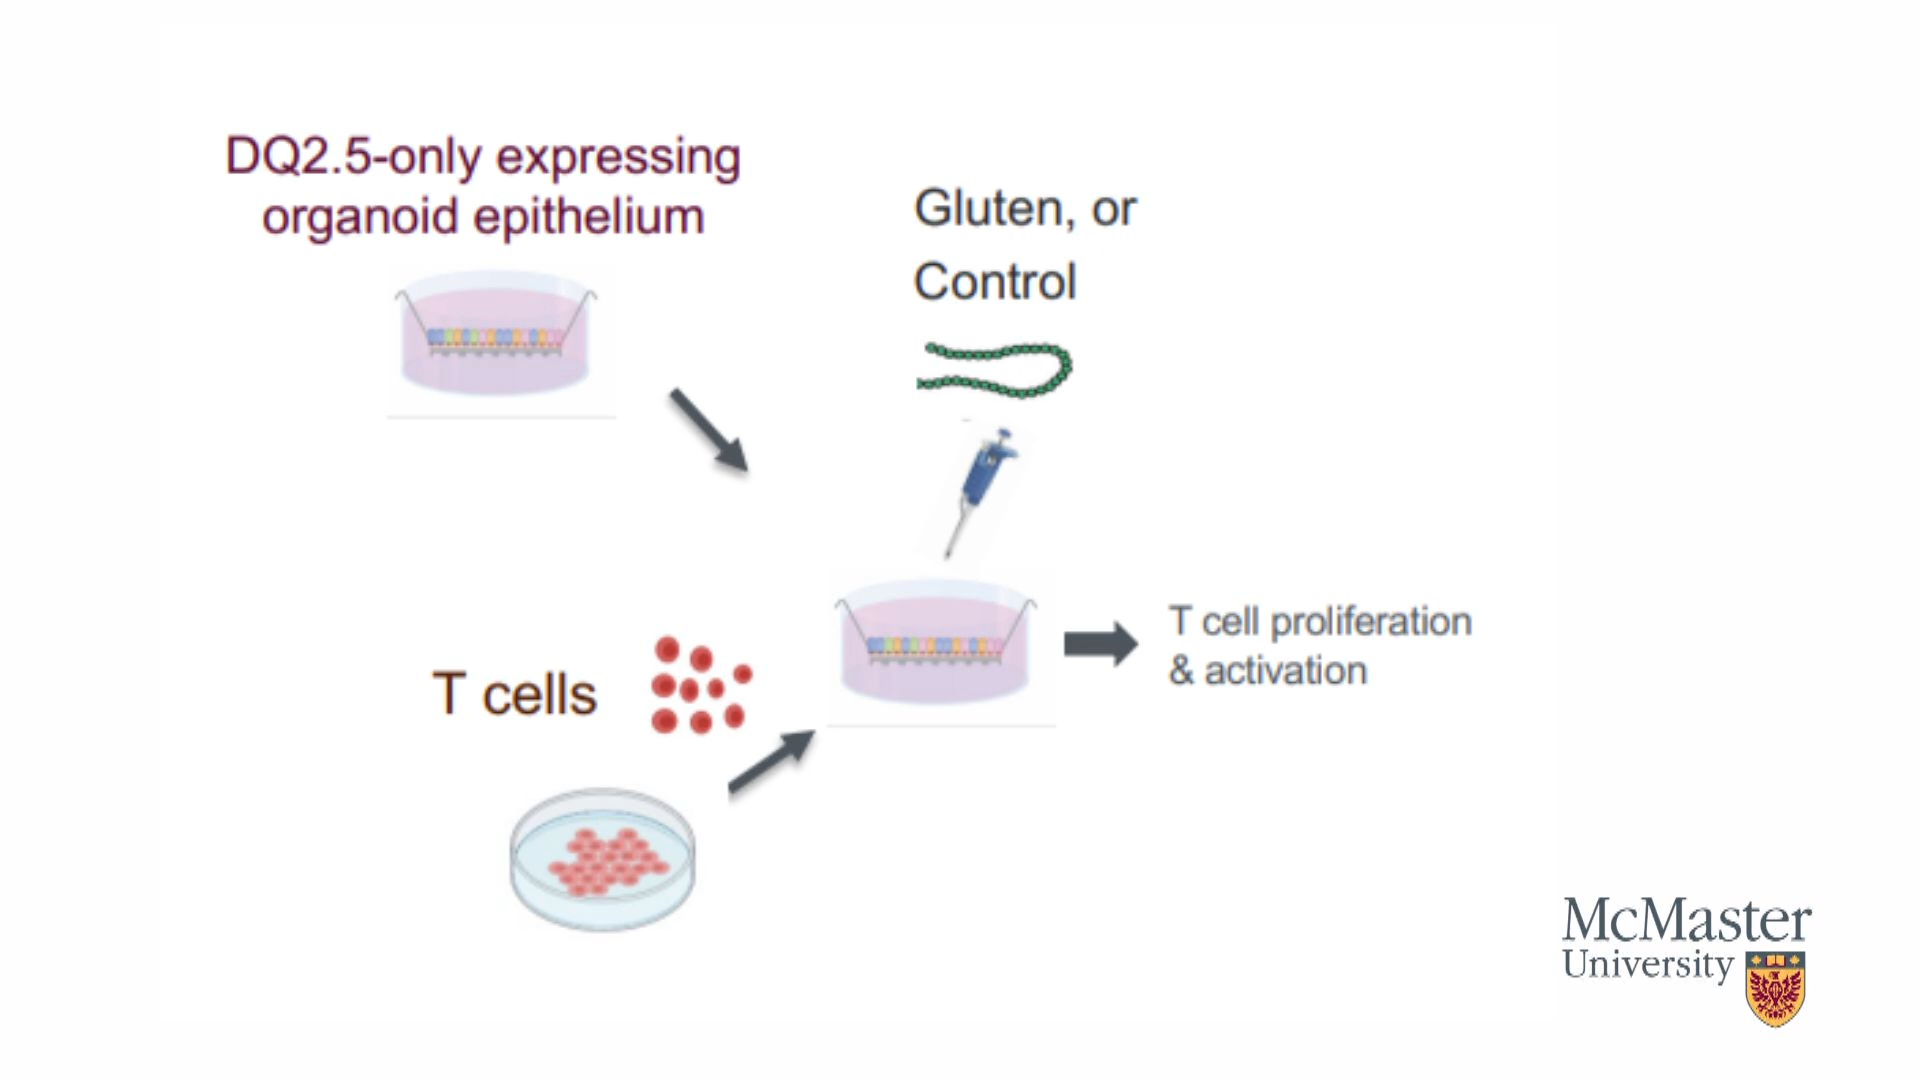 DQ2.5-only expressing
organoid epithelium
Gluten, or
Control
T cells
T cell proliferation
& activation
McMaster
University